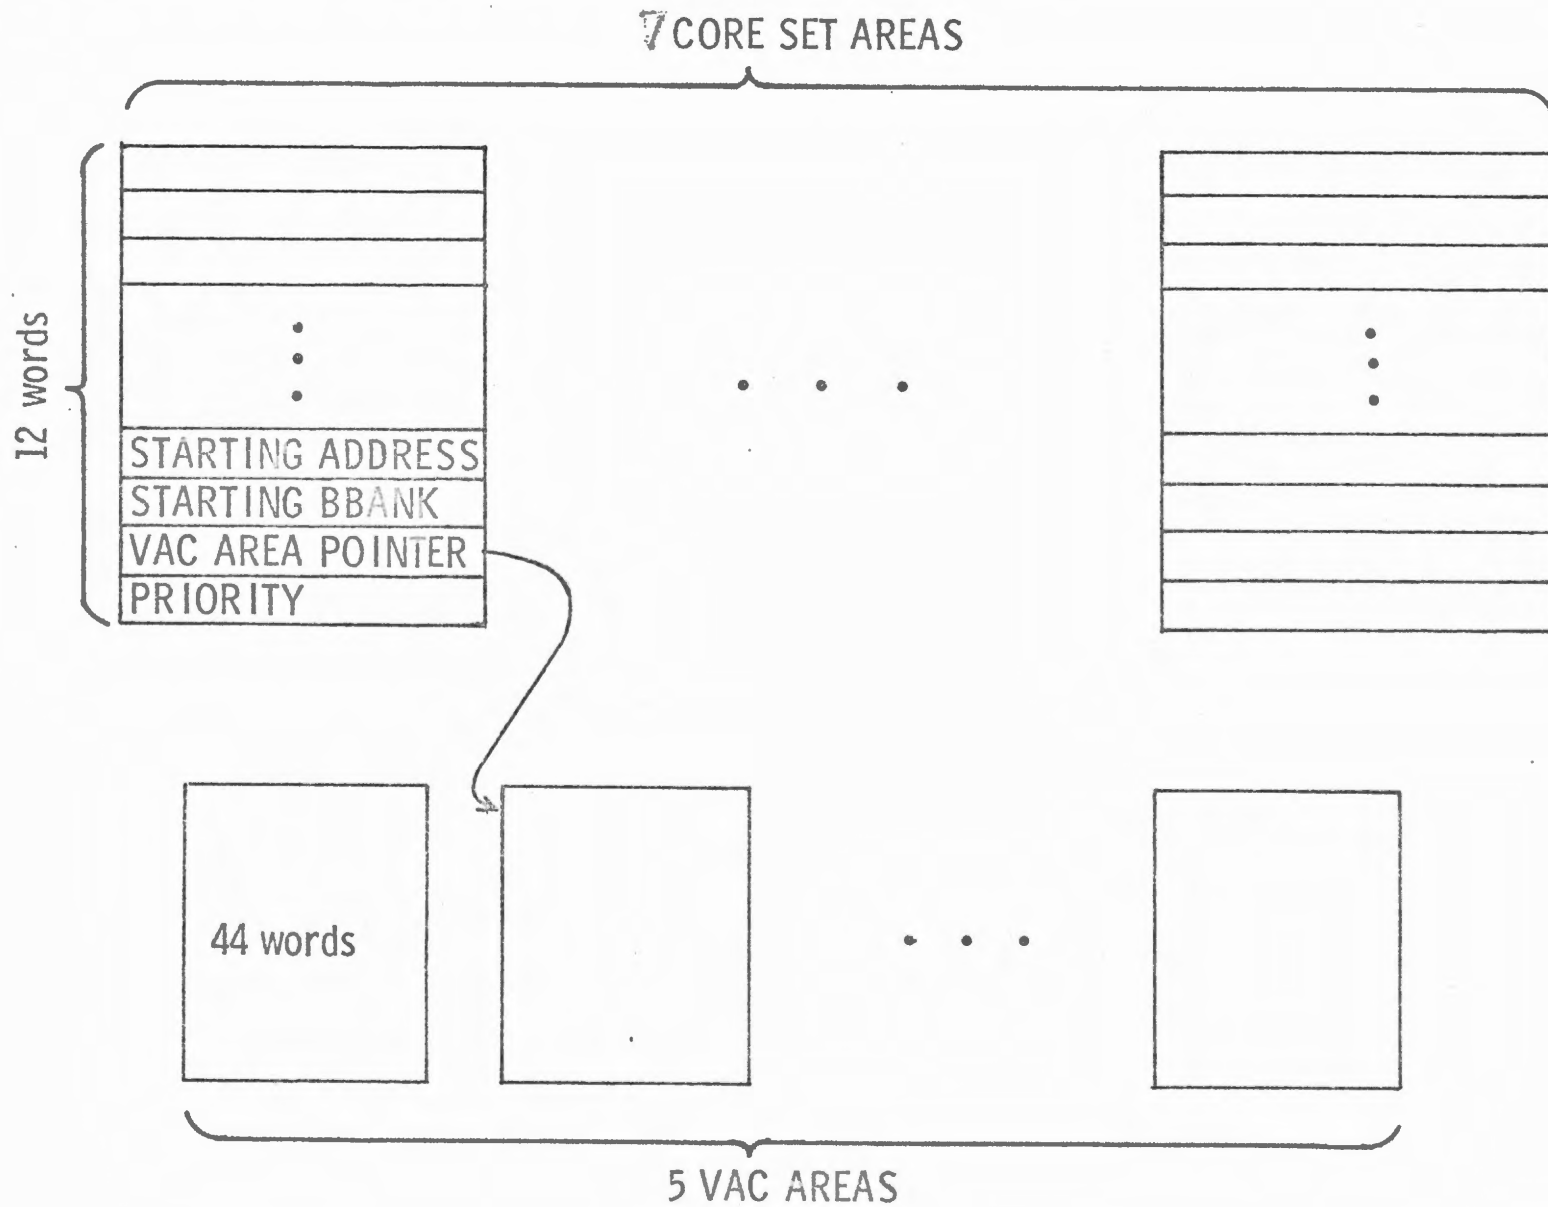 7 CORE SET AREAS
12 words
STARTING ADDRESS
STARTING BBANK
VAC AREA POINTER
PRIORITY
44 words
5 VAC AREAS